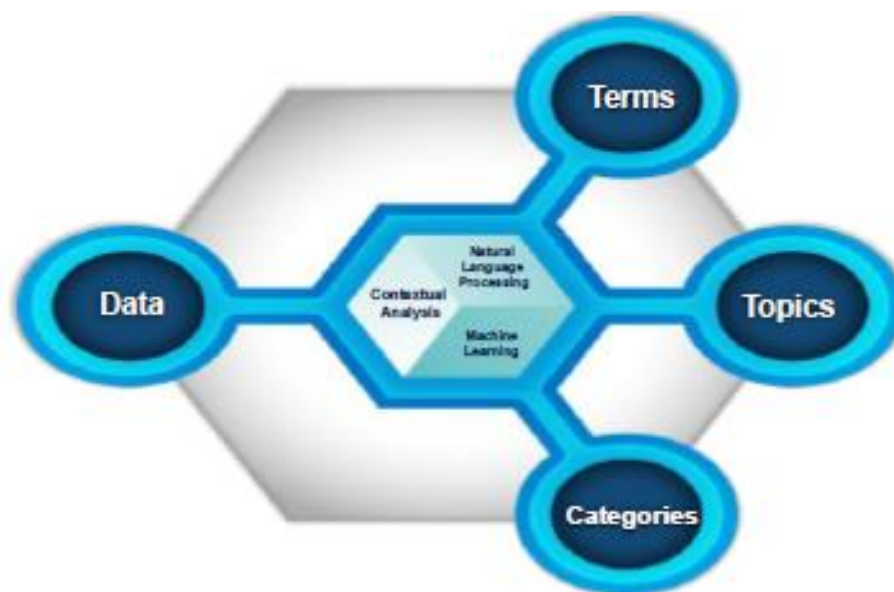 Terms
Data
Contextual
Analysis
Natural
Language
Processing
Machine
Learning
Topics
Categories